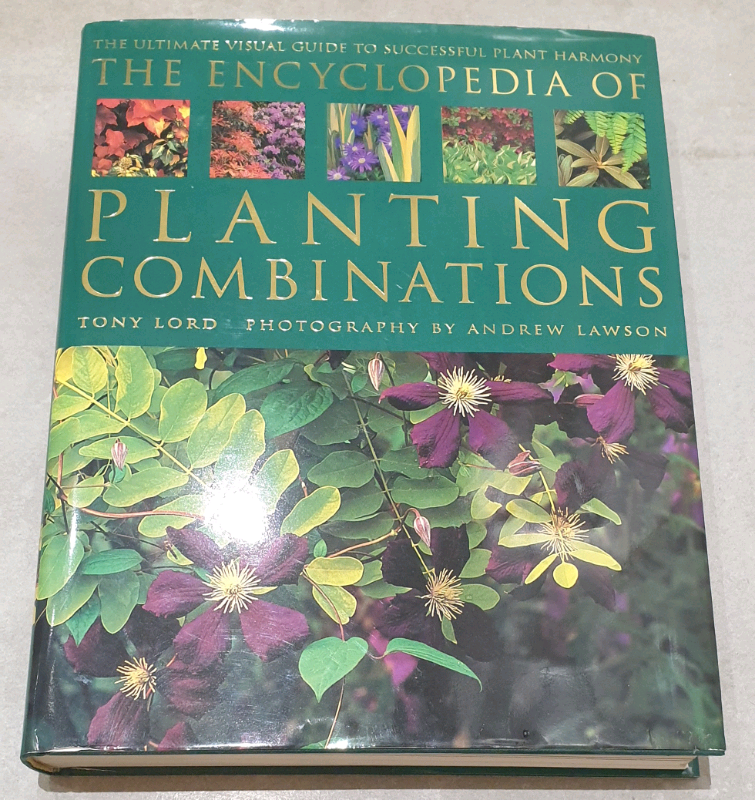 THE ULTIMATE VISUAL GUIDE TO SUCCESSFUL PLANT HARMONY
THE ENCYCLOPEDIA OF
PLANTING
COMBINATIONS
TONY LORD PHOTOGRAPHY BY ANDREW LAWSON